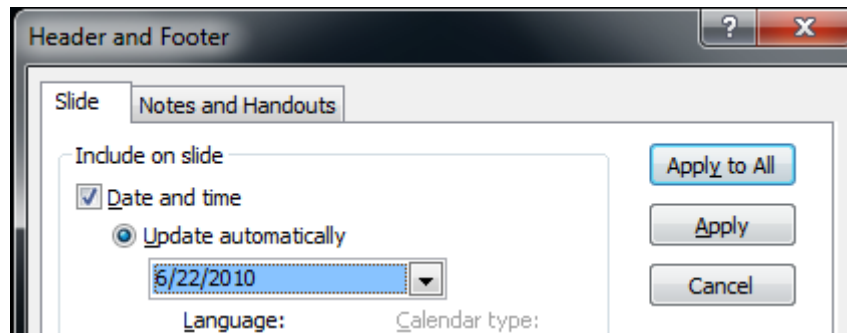 Header and Footer
? X
Slide
Notes and Handouts
Include on slide
Apply to All
Date and time
Update automatically
Apply
6/22/2010
Cancel
Language:
Calendar type: